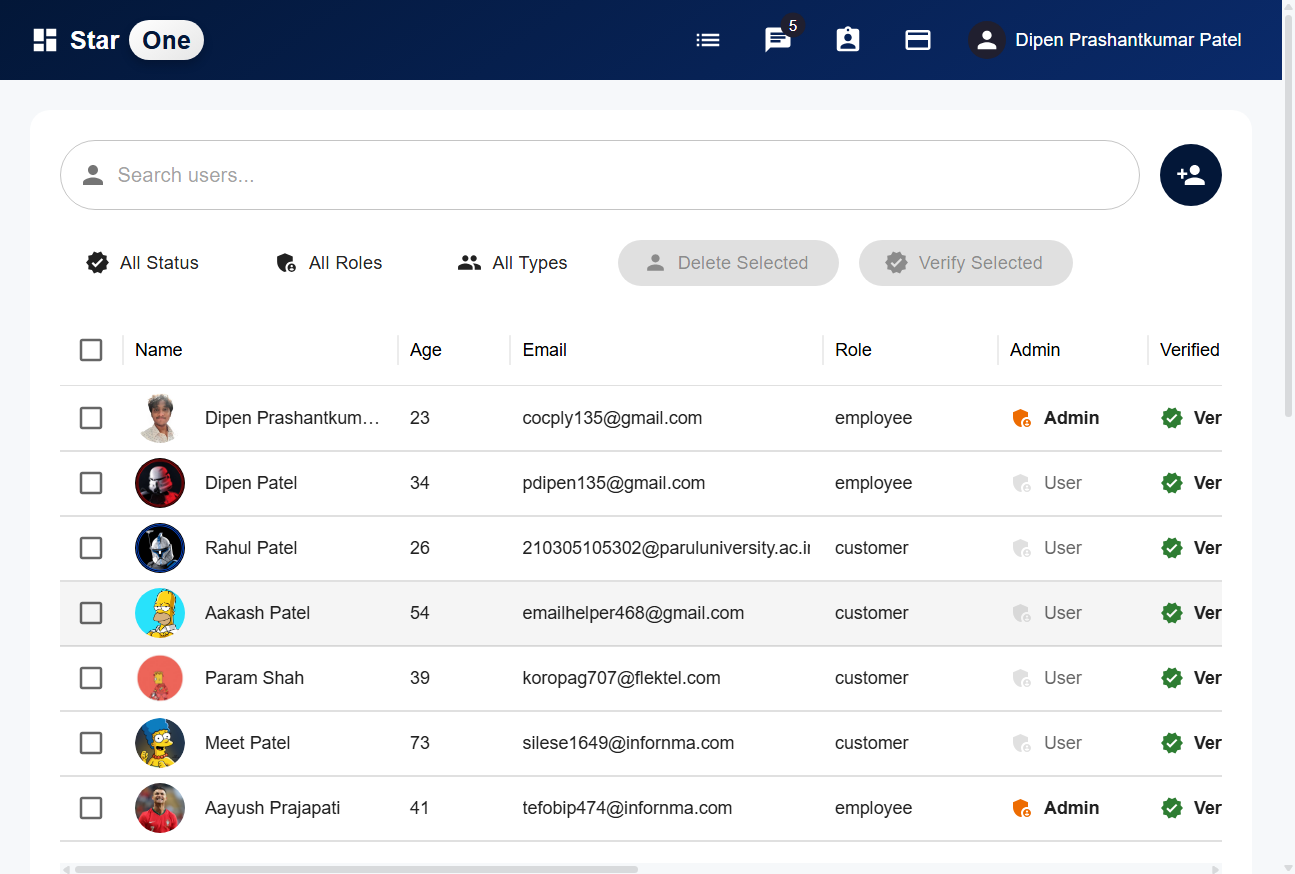 Star One
5
Dipen Prashantkumar Patel
Search users...
All Status All Roles All Types Delete Selected Verify Selected
Name Age Email Role Admin Verified
Dipen Prashantkum… 23 cocply135@gmail.com employee Admin Ver
Dipen Patel 34 pdipen135@gmail.com employee User Ver
Rahul Patel 26 210305105302@paruluniversity.ac.in customer User Ver
Aakash Patel 54 emailhelper468@gmail.com customer User Ver
Param Shah 39 koropag707@flektel.com customer User Ver
Meet Patel 73 silese1649@infornma.com customer User Ver
Aayush Prajapati 41 tefobip474@infornma.com employee Admin Ver